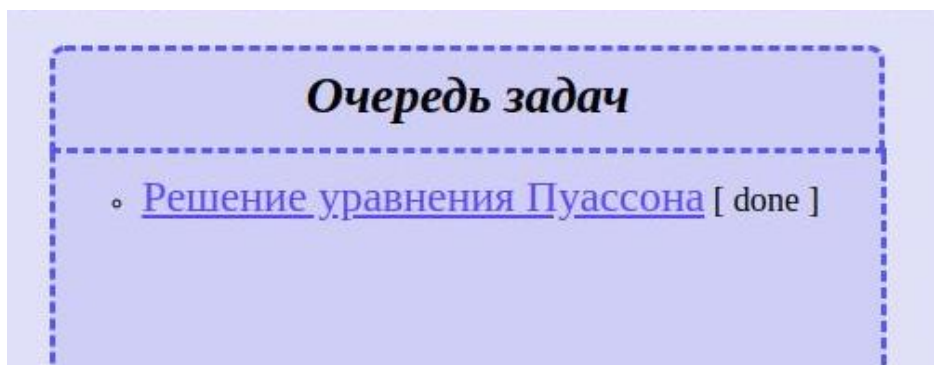 Очередь задач
Решение уравнения Пуассона [ done ]